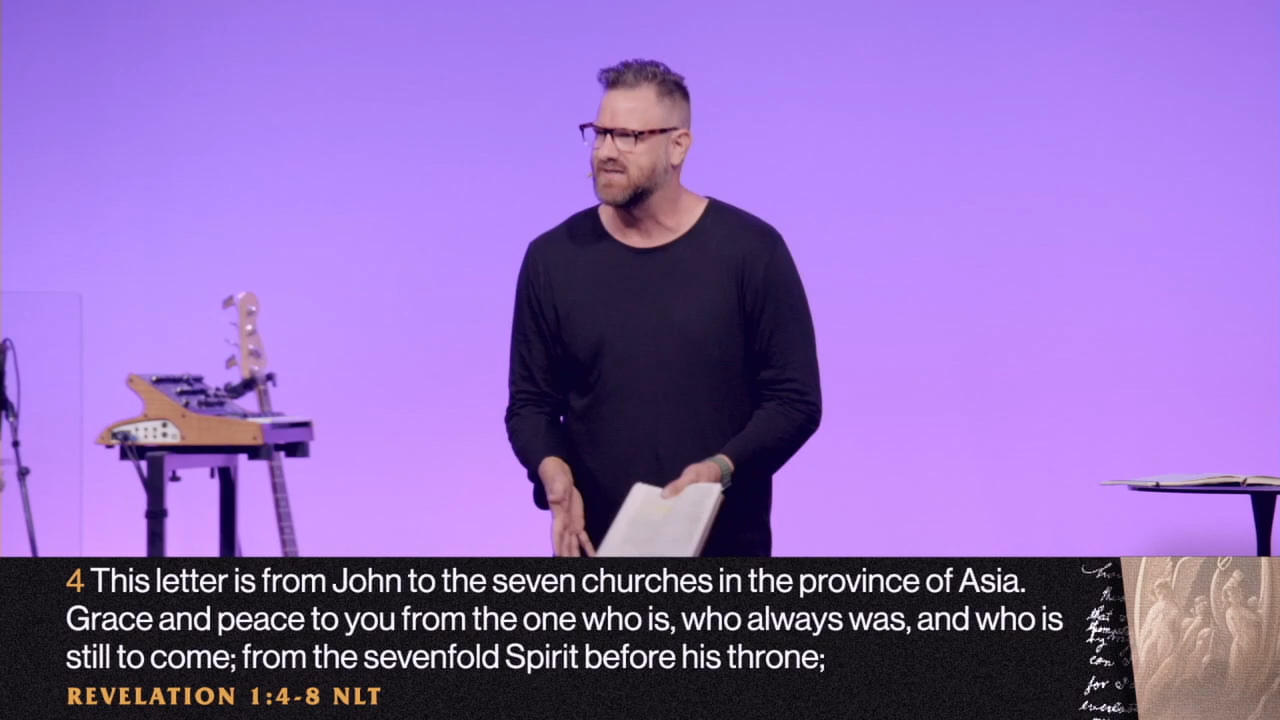 4 This letter is from John to the seven churches in the province of Asia.
Grace and peace to you from the one who is, who always was, and who is
still to come; from the sevenfold Spirit before his throne;
REVELATION 1:4-8 NLT
that
for